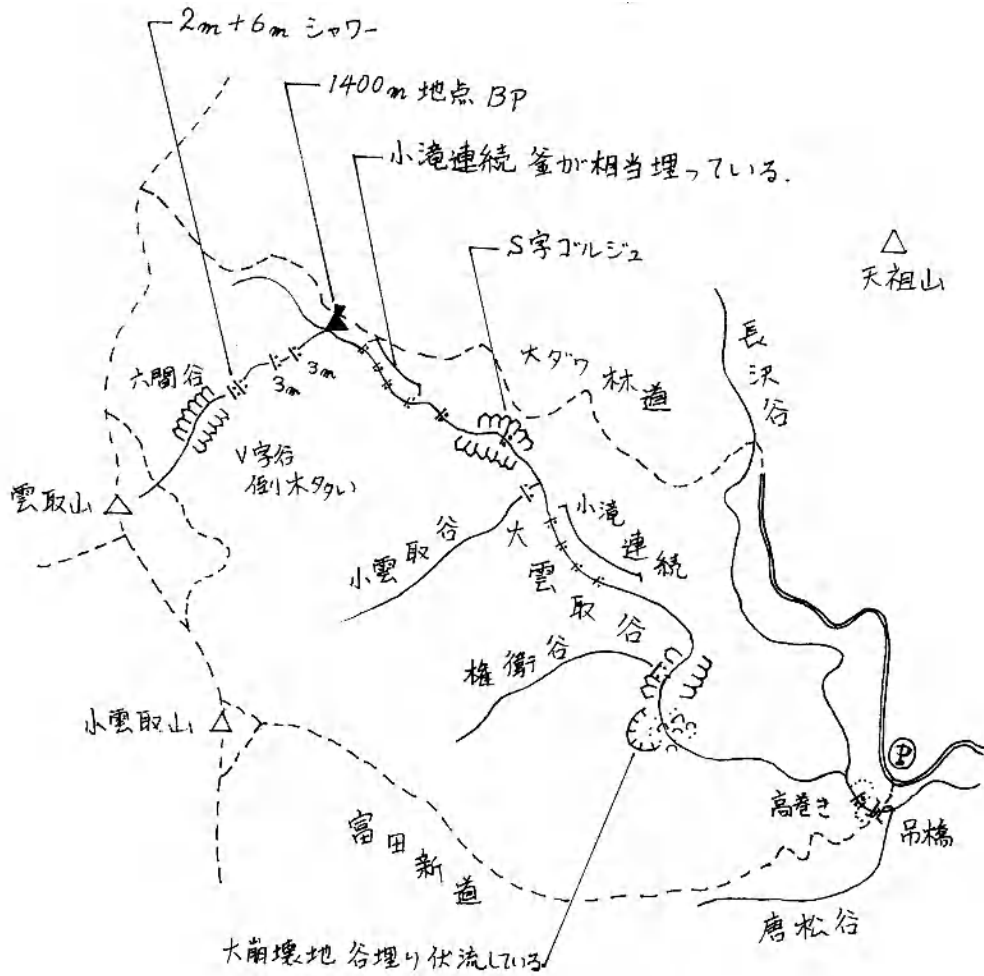 2m+6m シャワー
1400m 地点 BP
小滝連続 釜が相当埋っている.
S字ゴルジュ
天祖山
長沢谷
大ダワ林道
六間谷
3m
3m
V字谷
倒木タタい
雲取山
小雲取谷
小滝連続
大雲取谷
権衛谷
小雲取山
P
高巻き
吊橋
富田新道
唐松谷
大崩壊地 谷埋り伏流している